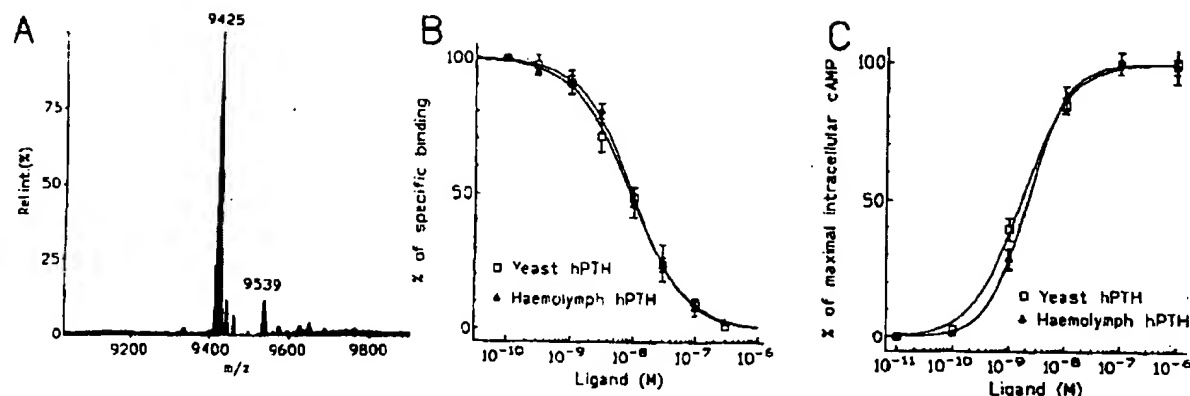 A
9425
75
50
25
0
Rel int.(%)
9539
9200 9400 9600 9800
m/z
B
100
50
0
% of specific binding
Yeast hPTH
Haemolymph hPTH
10-10 10-9 10-8 10-7 10-6
Ligand (M)
C
100
50
0
% of maximal intracellular cAMP
Yeast hPTH
Haemolymph hPTH
10-11 10-10 10-9 10-8 10-7 10-6
Ligand (M)